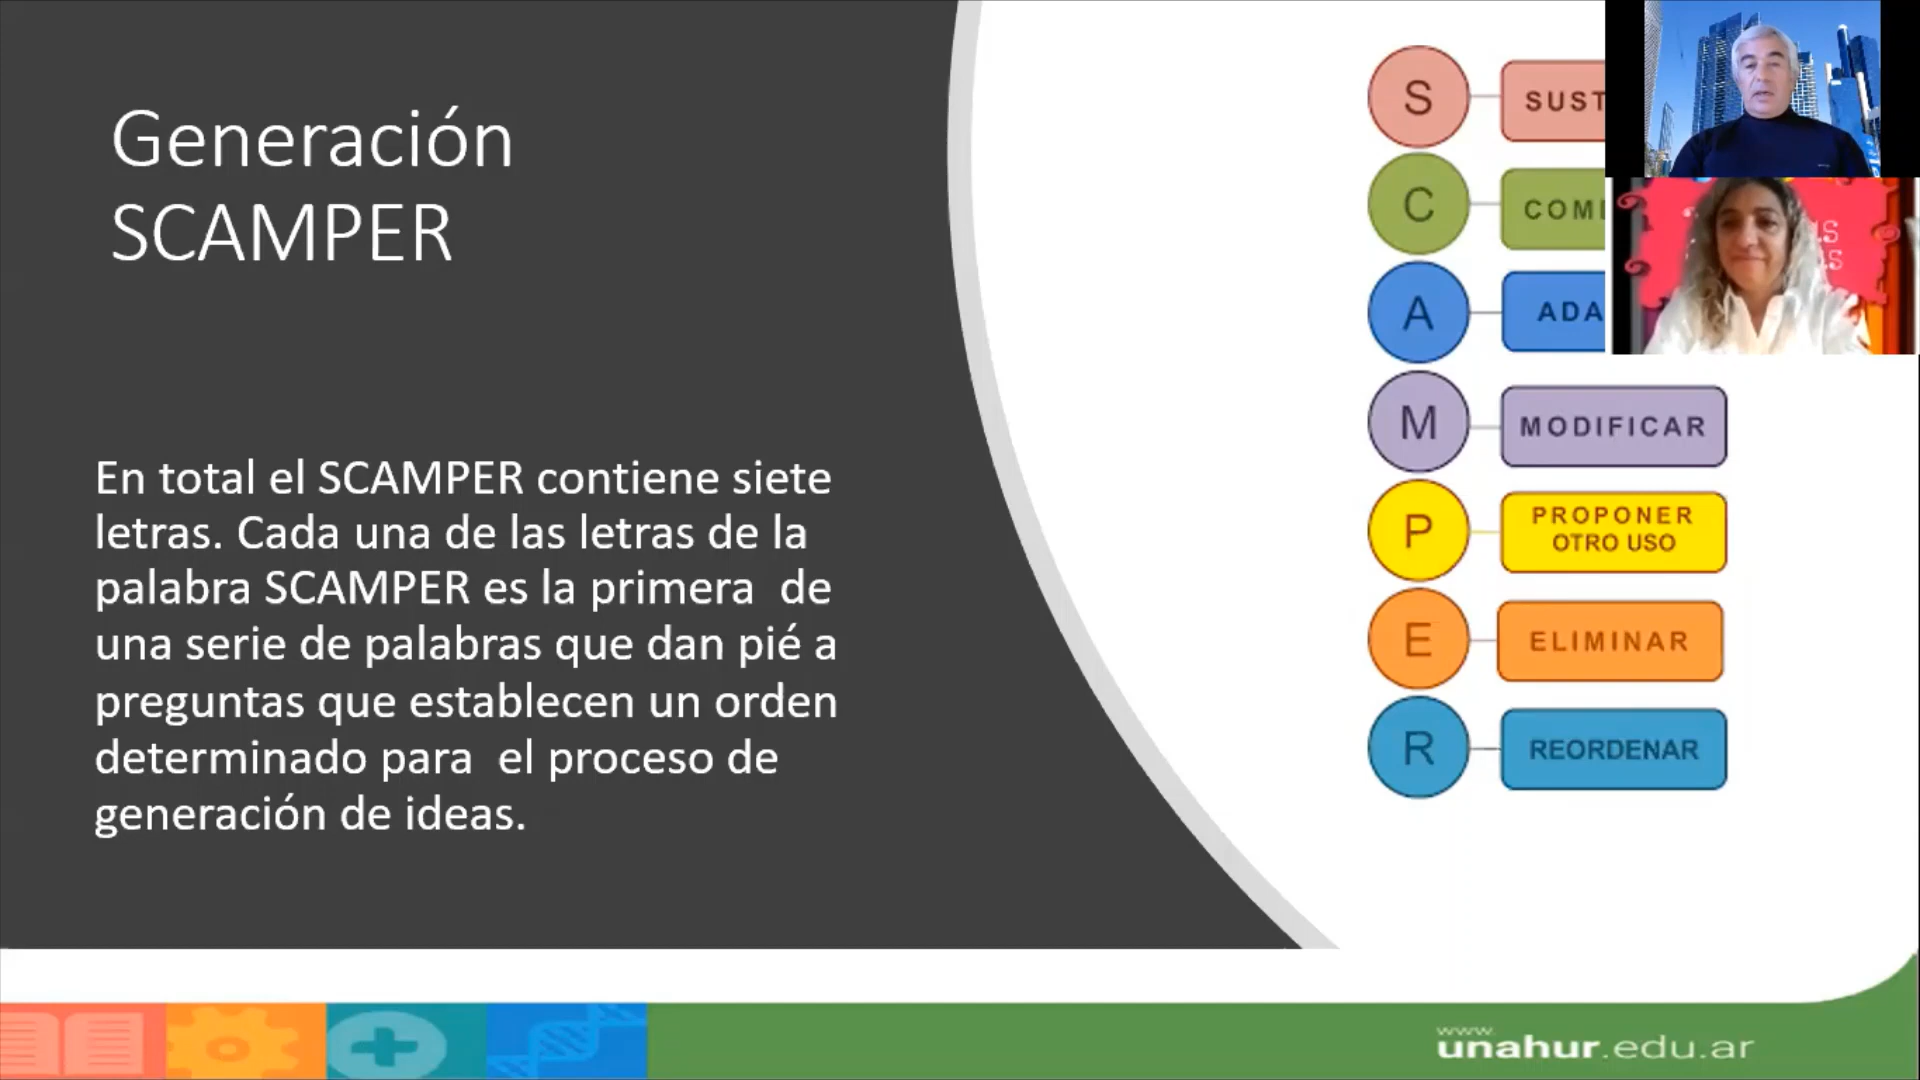 Generación
SCAMPER
En total el SCAMPER contiene siete
letras. Cada una de las letras de la
palabra SCAMPER es la primera  de
una serie de palabras que dan pié a
preguntas que establecen un orden
determinado para  el proceso de
generación de ideas.
S SUST
C
A ADA
M MODIFICAR
P PROPONER
OTRO USO
E ELIMINAR
R REORDENAR
www.
unahur.edu.ar